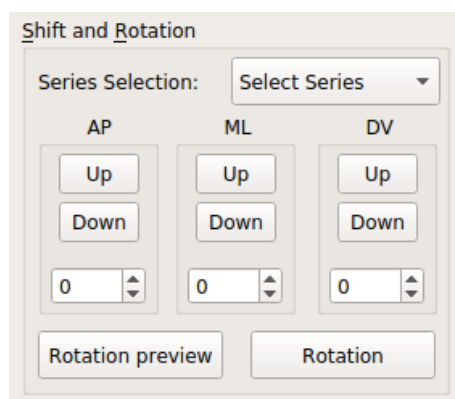 Shift and Rotation
Series Selection: Select Series
AP ML DV
Up Up Up
Down Down Down
0 0 0
Rotation preview Rotation